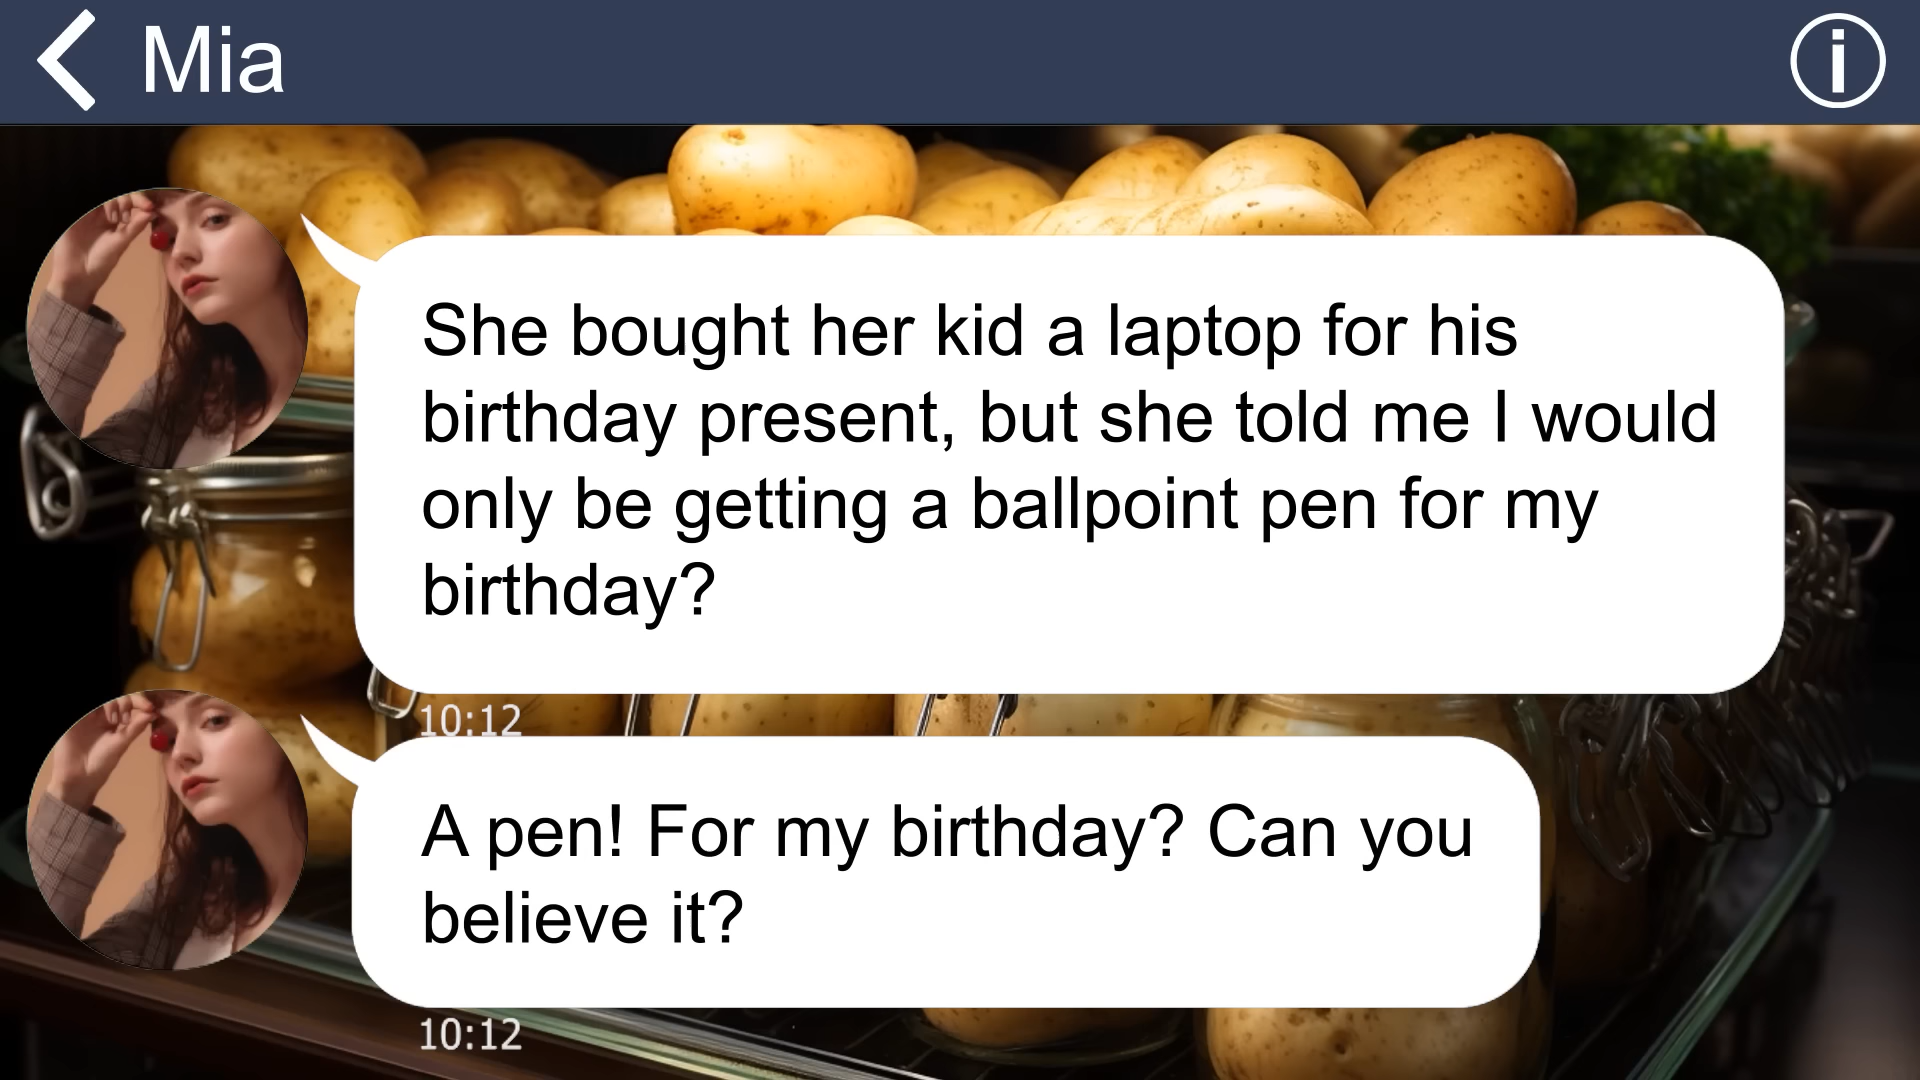 Mia
She bought her kid a laptop for his
birthday present, but she told me I would
only be getting a ballpoint pen for my
birthday?
10:12
A pen! For my birthday? Can you
believe it?
10:12